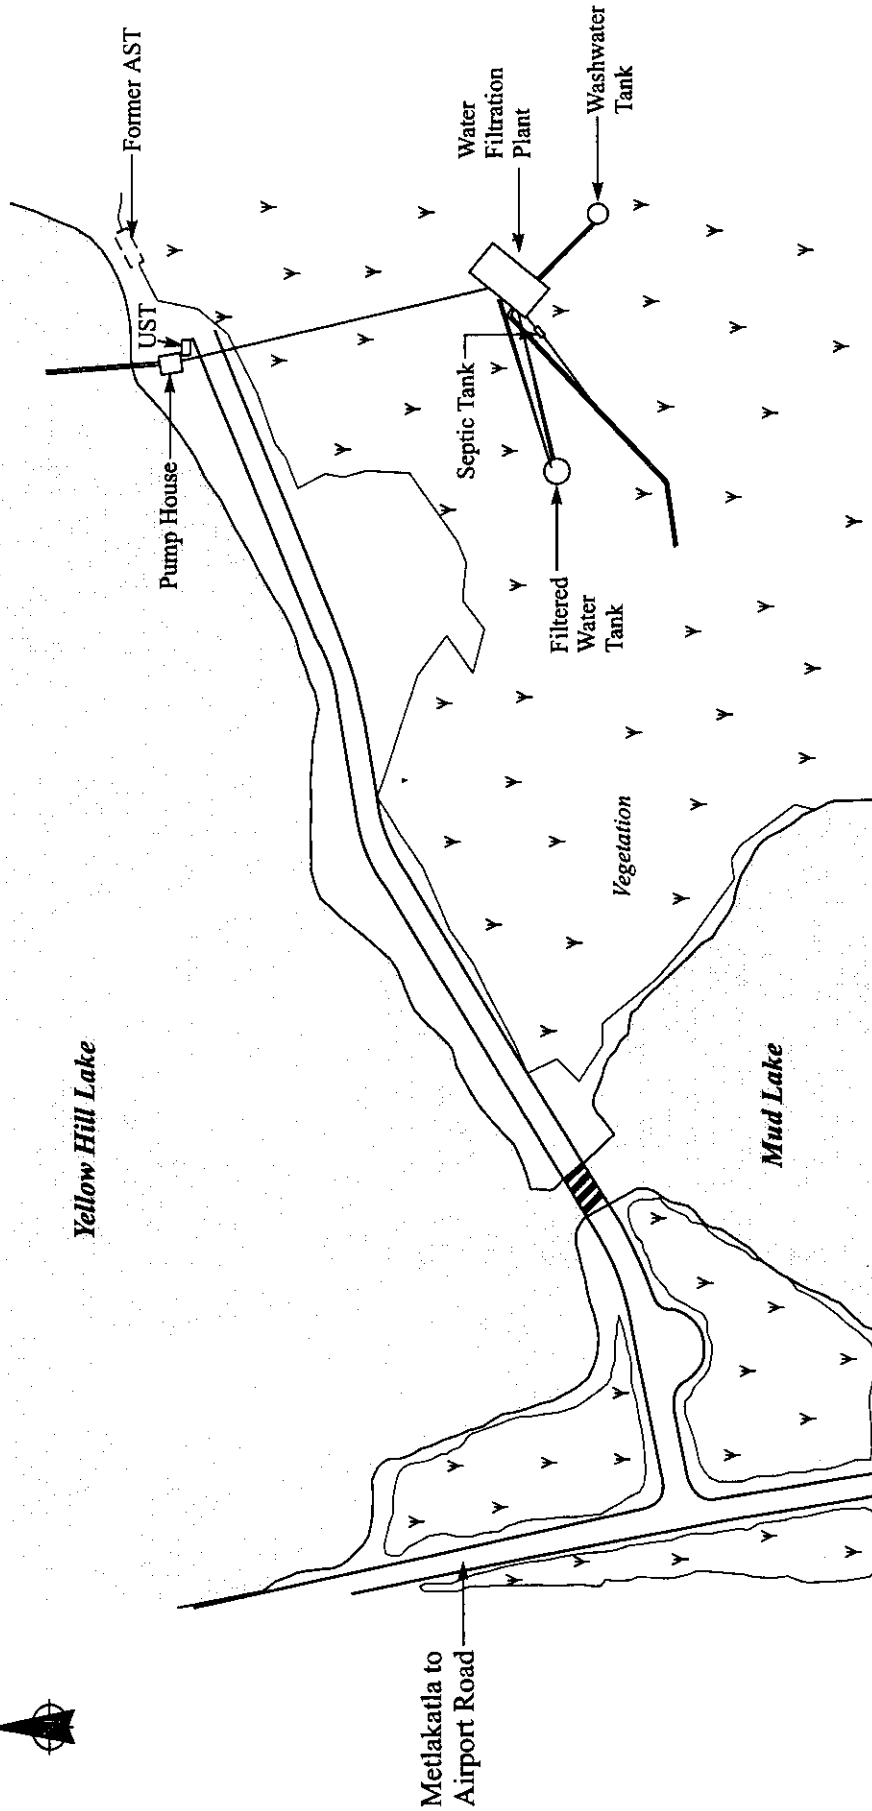 Former AST
UST
Pump House
Water
Filtration
Plant
Washwater
Tank
Septic Tank
Filtered
Water
Tank
Vegetation
Yellow Hill Lake
Mud Lake
Metlakatla to
Airport Road